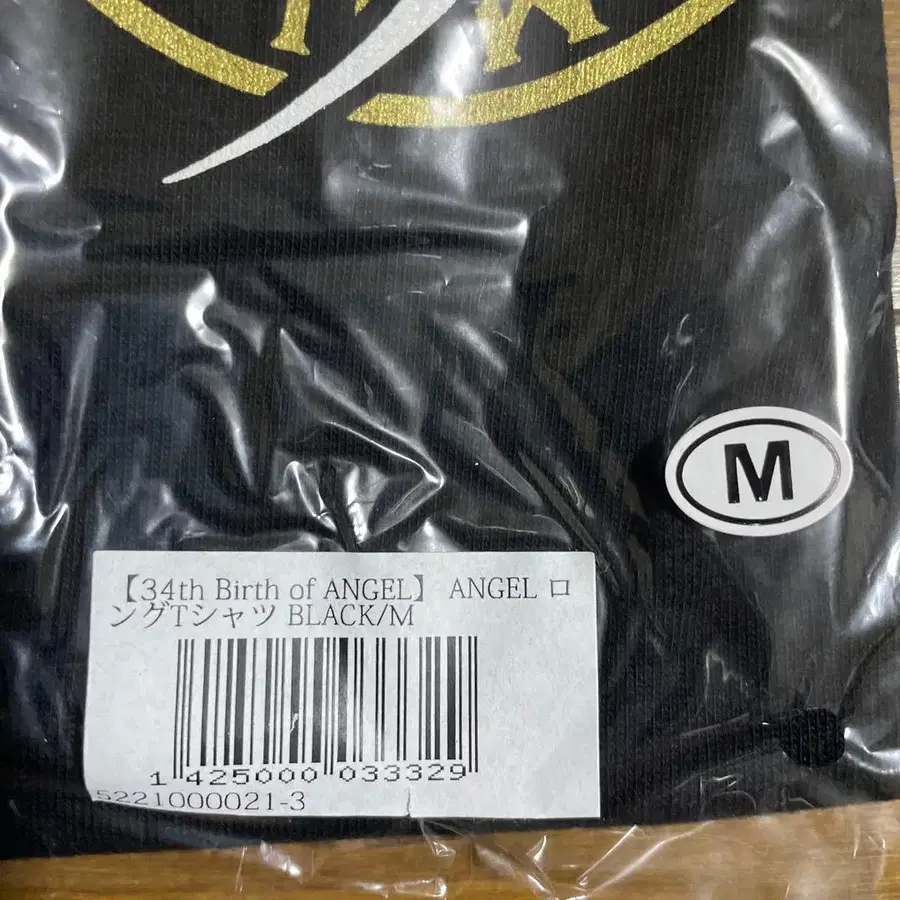 M
【34th Birth of ANGEL】 ANGEL ロ
ングTシャツ BLACK/M
1 425000 033329
5221000021-3